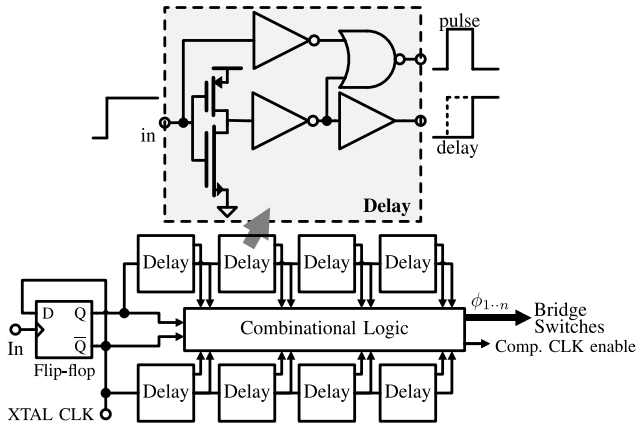 pulse
in
delay
Delay
Delay Delay Delay Delay
ϕ1··n
D Q
Q̅
In
Flip-flop
Combinational Logic
Bridge
Switches
Comp. CLK enable
Delay Delay Delay Delay
XTAL CLK